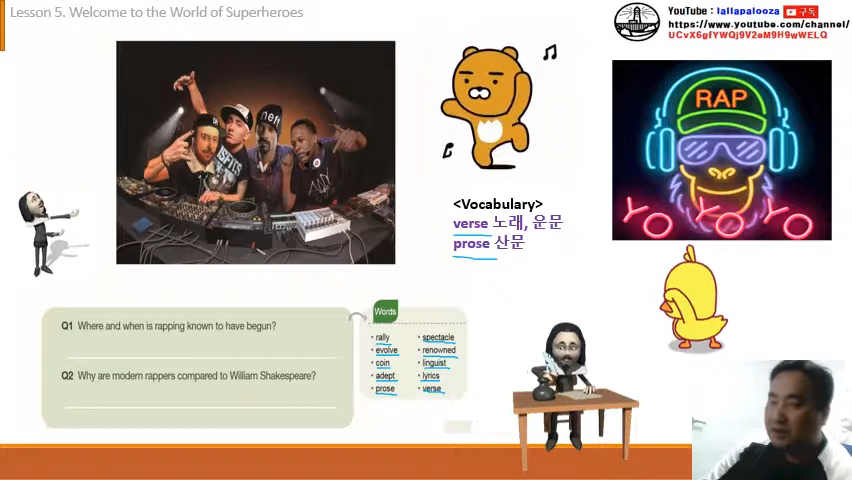 Lesson 5. Welcome to the World of Superheroes
YouTube : lallapalooza 구독
https://www.youtube.com/channel/
UCvX6gfYWQj9V2eM9H9wWELQ
neft
RAP
YO YO YO
<Vocabulary>
verse 노래, 운문
prose 산문
Q1 Where and when is rapping known to have begun?
Q2 Why are modern rappers compared to William Shakespeare?
Words
• rally • spectacle
• evolve • renowned
• coin • linguist
• adept • lyrics
• prose • verse